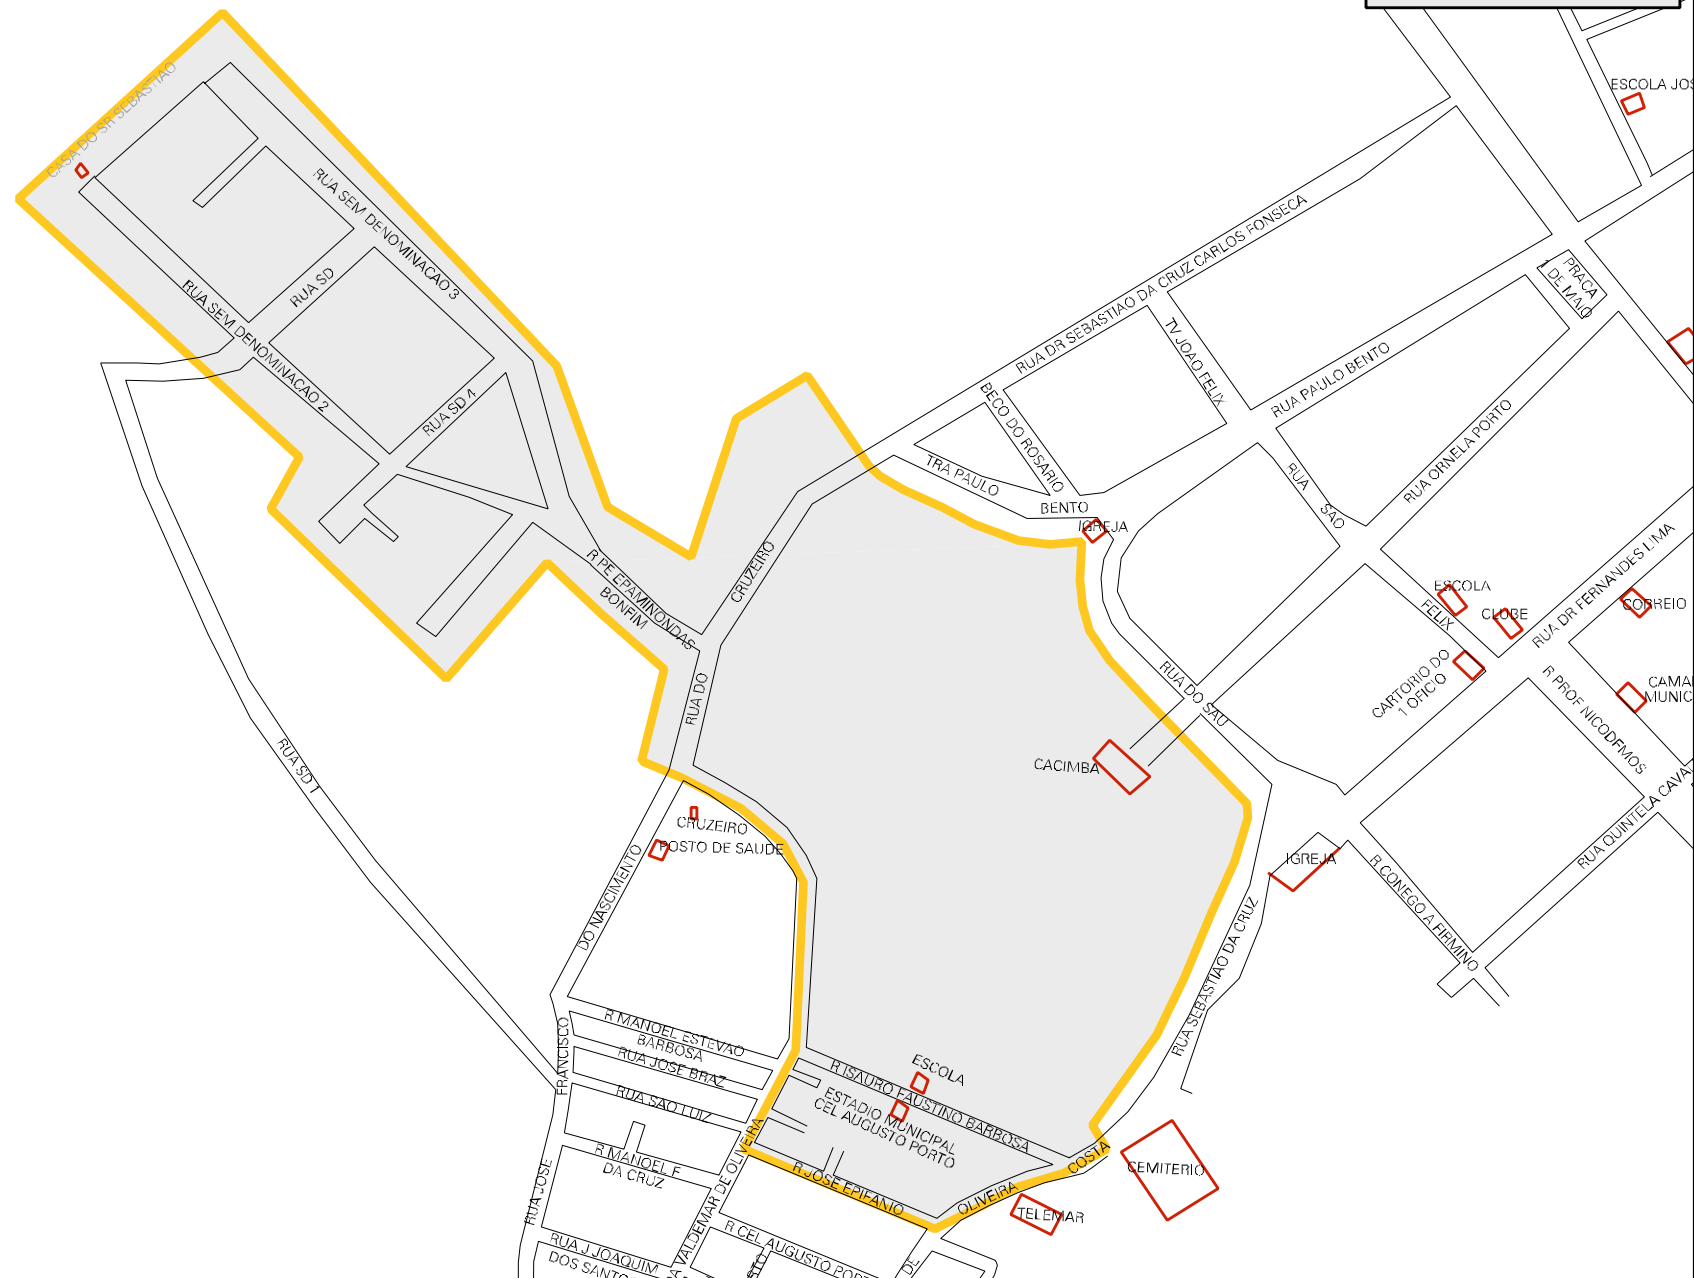 ESCOLA JOS
CASA DO SR SEBASTIAO
RUA SEM DENOMINACAO 3
RUA SD
RUA SEM DENOMINACAO 2
RUA SD 4
RUA DR SEBASTIAO DA CRUZ CARLOS FONSECA
PRACA
1 DE MAIO
TV JOAO FELIX
RUA PAULO BENTO
BECO DO ROSARIO
RUA ORNELA PORTO
TRA PAULO
BENTO
IGREJA
RUA
SAO
FELIX
R PE EPAMINONDAS
BONFIM
CRUZEIRO
RUA DO
ESCOLA
CLUBE
RUA DR FERNANDES LIMA
CORREIO
CARTORIO DO
1 OFICIO
R PROF NICODEMOS
CAMA
MUNIC
RUA DO SAU
CACIMBA
RUA SD 1
CRUZEIRO
POSTO DE SAUDE
DO NASCIMENTO
IGREJA
R CONEGO A FIRMINO
RUA QUINTELA CAVA
RUA SEBASTIAO DA CRUZ
R MANOEL ESTEVAO
BARBOSA
FRANCISCO
RUA JOSE BRAZ
RUA SAO LUIZ
R ISAURO FAUSTINO BARBOSA
ESCOLA
ESTADIO MUNICIPAL
CEL AUGUSTO PORTO
R MANOEL F
DA CRUZ
RUA JOSE
A VALDEMAR DE OLIVEIRA
R JOSE EPIFANIO
OLIVEIRA
COSTA
CEMITERIO
TELEMAR
R CEL AUGUSTO PORT
RUA J JOAQUIM
DOS SANTO
STO
DE